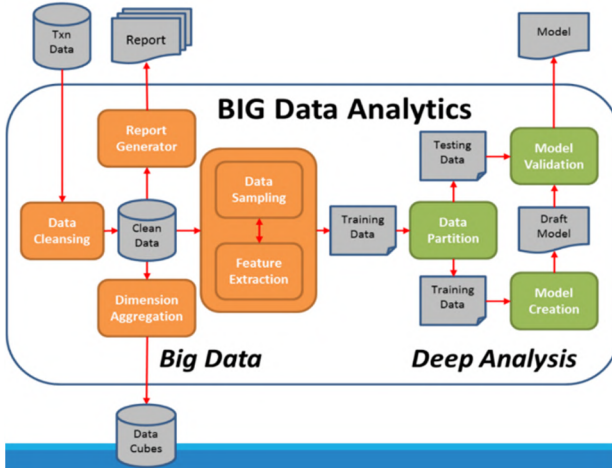 Txn
Data
Report
Model
BIG Data Analytics
Report
Generator
Testing
Data
Model
Validation
Data
Sampling
Data
Cleansing
Clean
Data
Training
Data
Data
Partition
Draft
Model
Feature
Extraction
Dimension
Aggregation
Training
Data
Model
Creation
Big Data
Deep Analysis
Data
Cubes